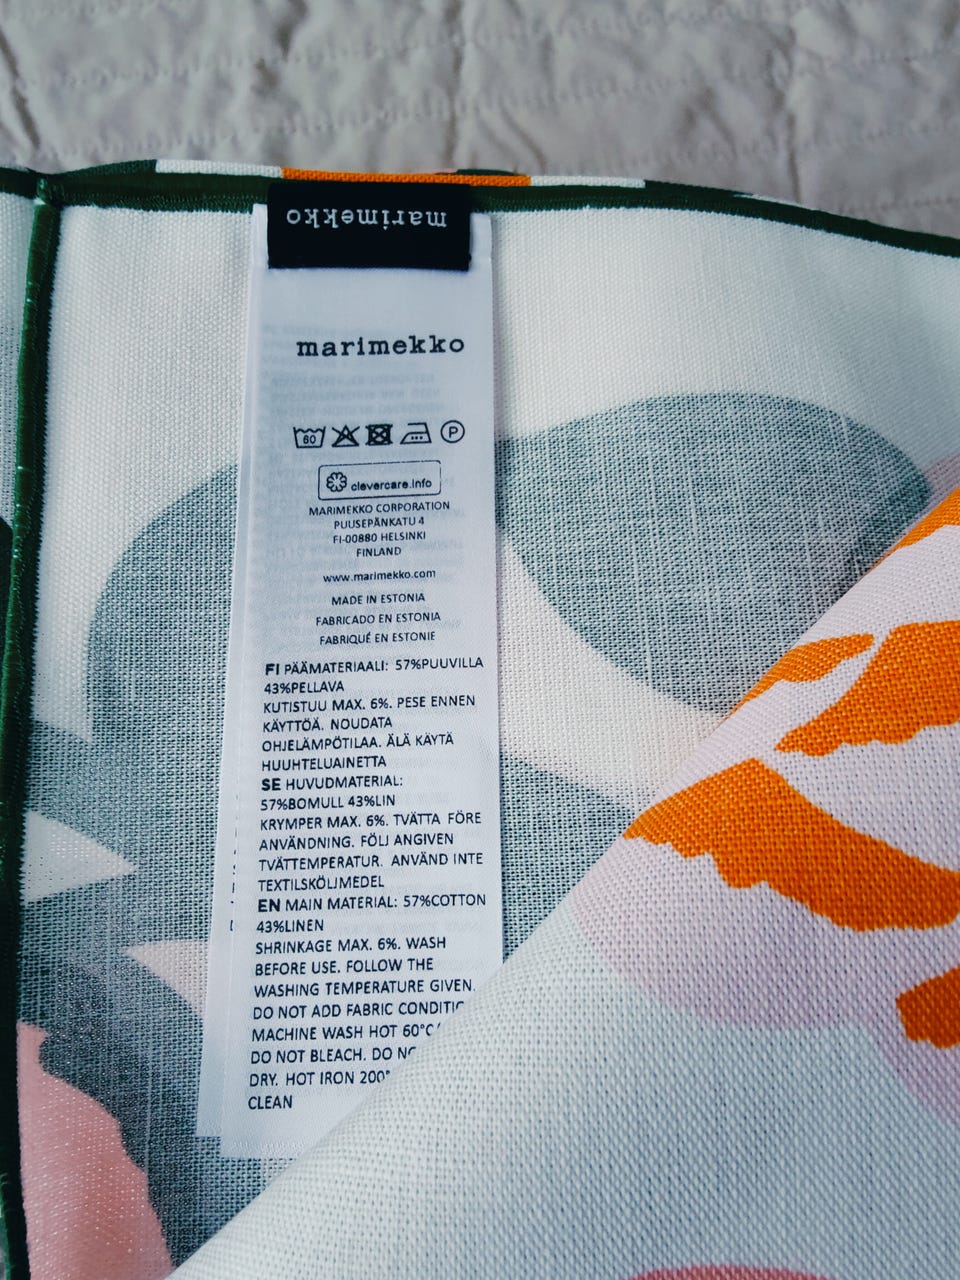 marimekko
marimekko
60 P
clevercare.info
MARIMEKKO CORPORATION
PUUSEPÄNKATU 4
FI-00880 HELSINKI
FINLAND
www.marimekko.com
MADE IN ESTONIA
FABRICADO EN ESTONIA
FABRIQUÉ EN ESTONIE
FI PÄÄMATERIAALI: 57%PUUVILLA
43%PELLAVA
KUTISTUU MAX. 6%. PESE ENNEN
KÄYTTÖÄ. NOUDATA
OHJELÄMPÖTILAA. ÄLÄ KÄYTÄ
HUUHTELUAINETTA
SE HUVUDMATERIAL:
57%BOMULL 43%LIN
KRYMPER MAX. 6%. TVÄTTA FÖRE
ANVÄNDNING. FÖLJ ANGIVEN
TVÄTTEMPERATUR. ANVÄND INTE
TEXTILSKÖLJMEDEL
EN MAIN MATERIAL: 57%COTTON
43%LINEN
SHRINKAGE MAX. 6%. WASH
BEFORE USE. FOLLOW THE
WASHING TEMPERATURE GIVEN.
DO NOT ADD FABRIC
MACHINE WASH HOT 60°C
DO NOT BLEACH. DO
DRY. HOT IRON 200°
CLEAN